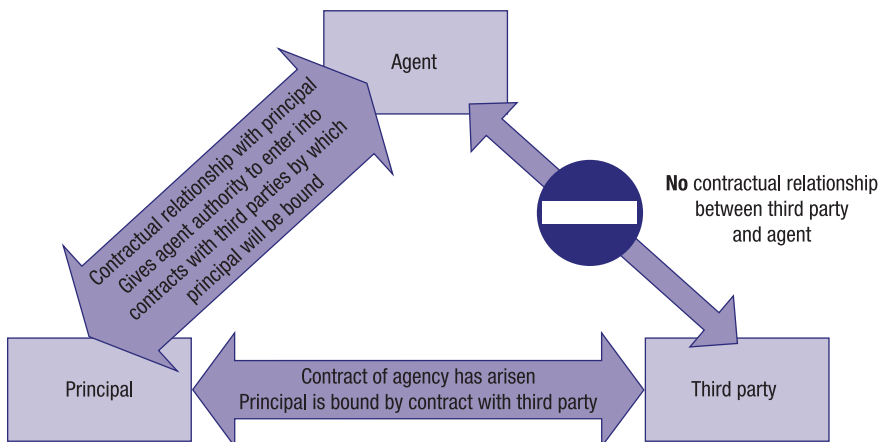 Agent
Contractual relationship with principal
Gives agent authority to enter into
contracts with third parties by which
principal will be bound
No contractual relationship
between third party
and agent
Principal
Contract of agency has arisen
Principal is bound by contract with third party
Third party